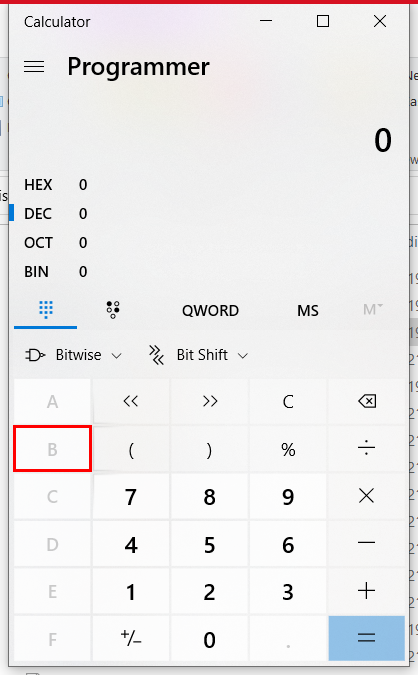 Calculator
Programmer
0
HEX 0
DEC 0
OCT 0
BIN 0
QWORD MS M
Bitwise Bit Shift
A << >> C
B ( ) % ÷
C 7 8 9 ×
D 4 5 6 −
E 1 2 3 +
F +/− 0 . =